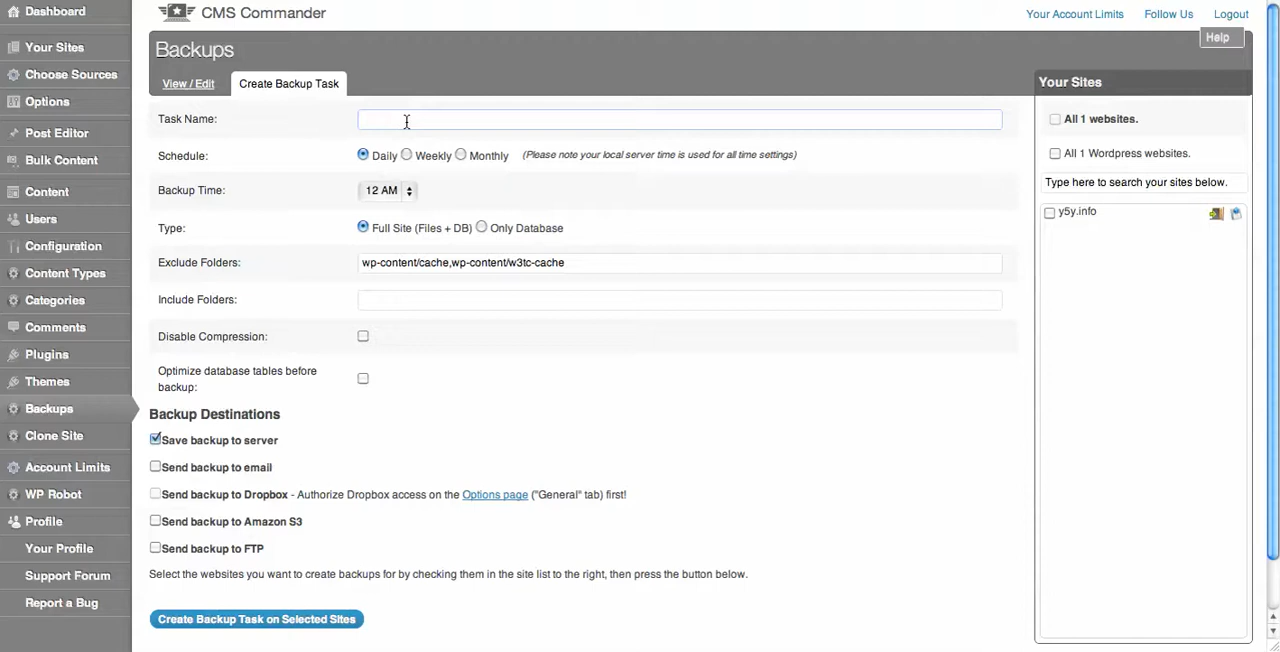 Dashboard
Your Sites
Choose Sources
Options
Post Editor
Bulk Content
Content
Users
Configuration
Content Types
Categories
Comments
Plugins
Themes
Backups
Clone Site
Account Limits
WP Robot
Profile
Your Profile
Support Forum
Report a Bug
CMS Commander
Your Account Limits Follow Us Logout
Help
Backups
View / Edit Create Backup Task
Task Name:
Schedule: Daily Weekly Monthly (Please note your local server time is used for all time settings)
Backup Time: 12 AM
Type: Full Site (Files + DB) Only Database
Exclude Folders: wp-content/cache,wp-content/w3tc-cache
Include Folders:
Disable Compression:
Optimize database tables before
backup:
Backup Destinations
Save backup to server
Send backup to email
Send backup to Dropbox - Authorize Dropbox access on the Options page ("General" tab) first!
Send backup to Amazon S3
Send backup to FTP
Select the websites you want to create backups for by checking them in the site list to the right, then press the button below.
Create Backup Task on Selected Sites
Your Sites
All 1 websites.
All 1 Wordpress websites.
Type here to search your sites below.
y5y.info